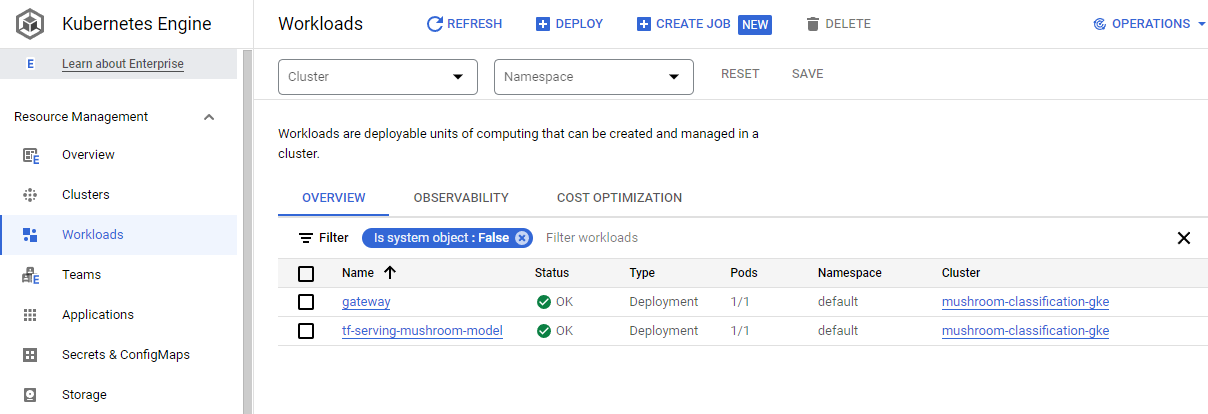 Kubernetes Engine
Workloads REFRESH DEPLOY CREATE JOB NEW DELETE OPERATIONS
E Learn about Enterprise
Cluster Namespace RESET SAVE
Resource Management
Workloads are deployable units of computing that can be created and managed in a
cluster.
Overview
Clusters
Workloads
Teams
Applications
Secrets & ConfigMaps
Storage
OVERVIEW OBSERVABILITY COST OPTIMIZATION
Filter Is system object : False Filter workloads
Name Status Type Pods Namespace Cluster
gateway OK Deployment 1/1 default mushroom-classification-gke
tf-serving-mushroom-model OK Deployment 1/1 default mushroom-classification-gke